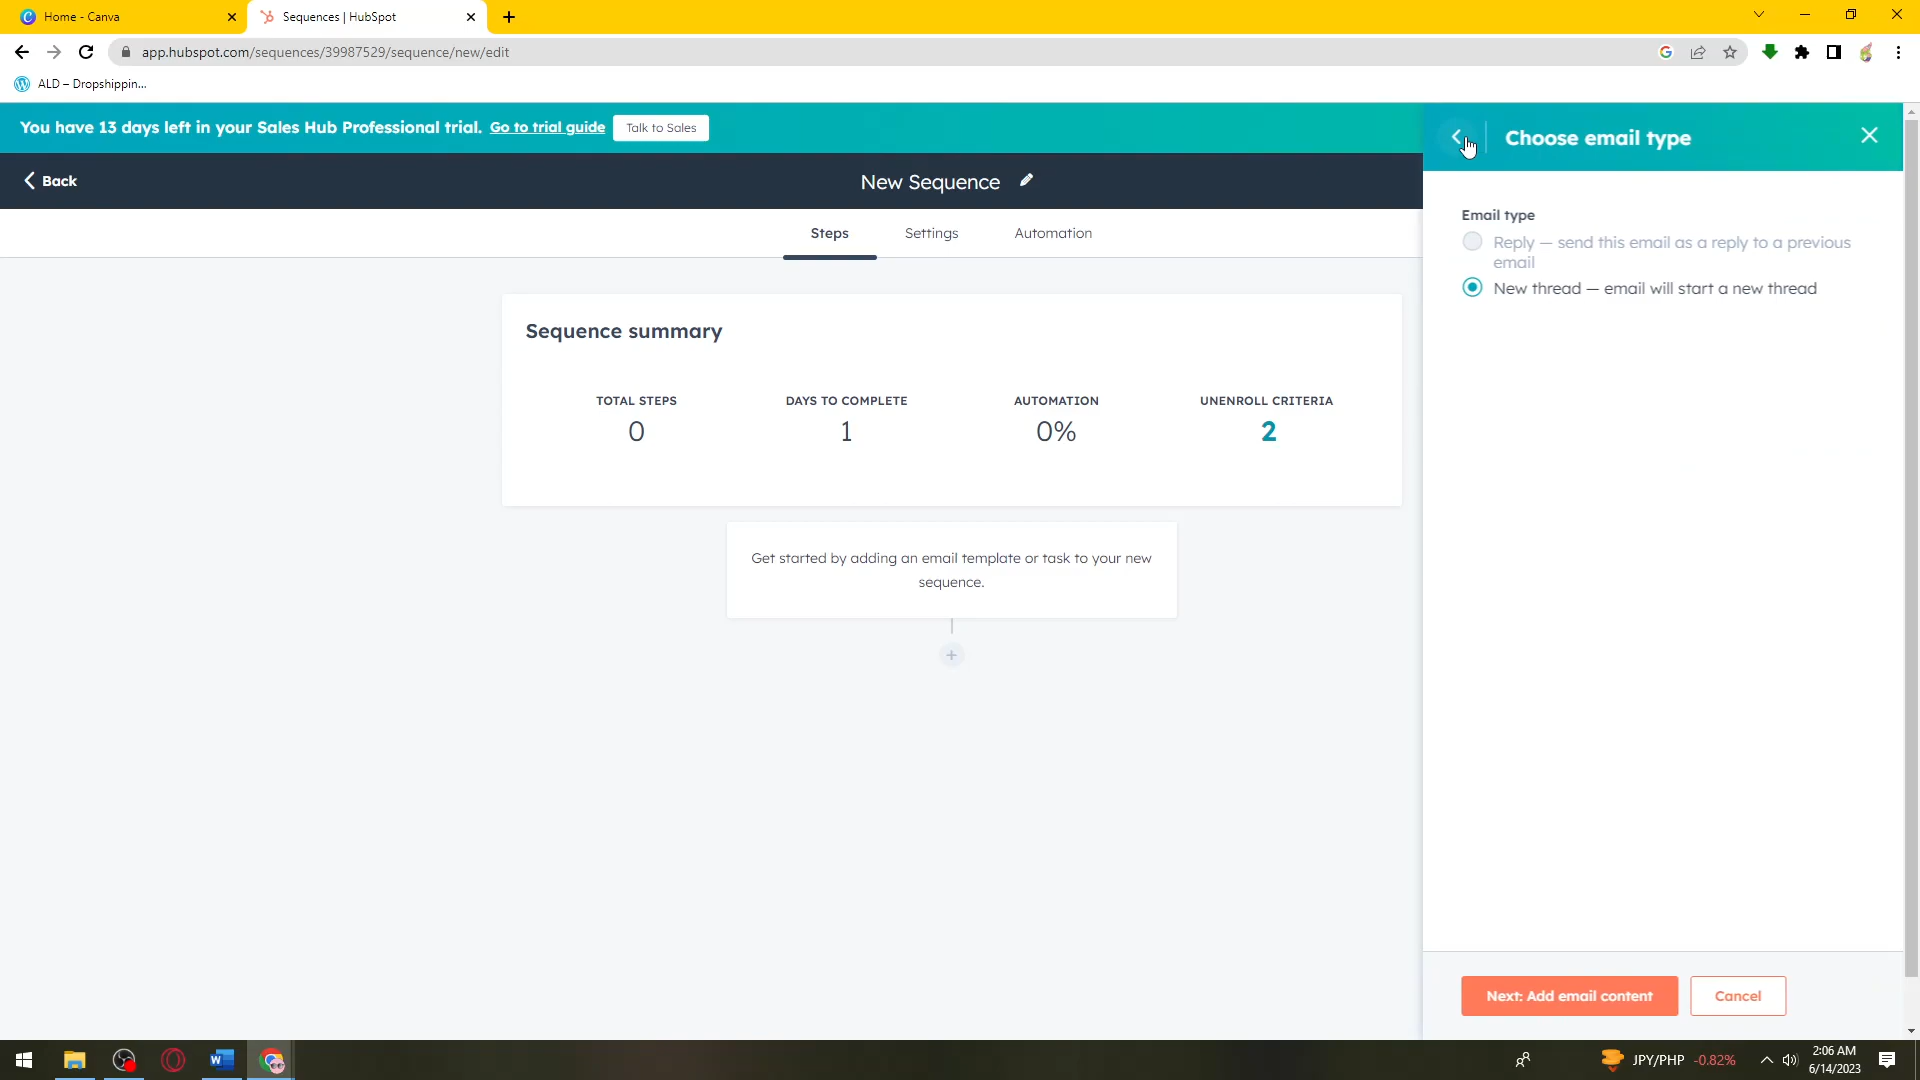 Home - Canva
Sequences | HubSpot
app.hubspot.com/sequences/39987529/sequence/new/edit
ALD – Dropshippin...
You have 13 days left in your Sales Hub Professional trial. Go to trial guide Talk to Sales
Choose email type
Back
New Sequence
Steps Settings Automation
Email type
Reply — send this email as a reply to a previous
email
New thread — email will start a new thread
Sequence summary
TOTAL STEPS DAYS TO COMPLETE AUTOMATION UNENROLL CRITERIA
0 1 0% 2
Get started by adding an email template or task to your new
sequence.
Next: Add email content Cancel
JPY/PHP -0.82%
2:06 AM
6/14/2023